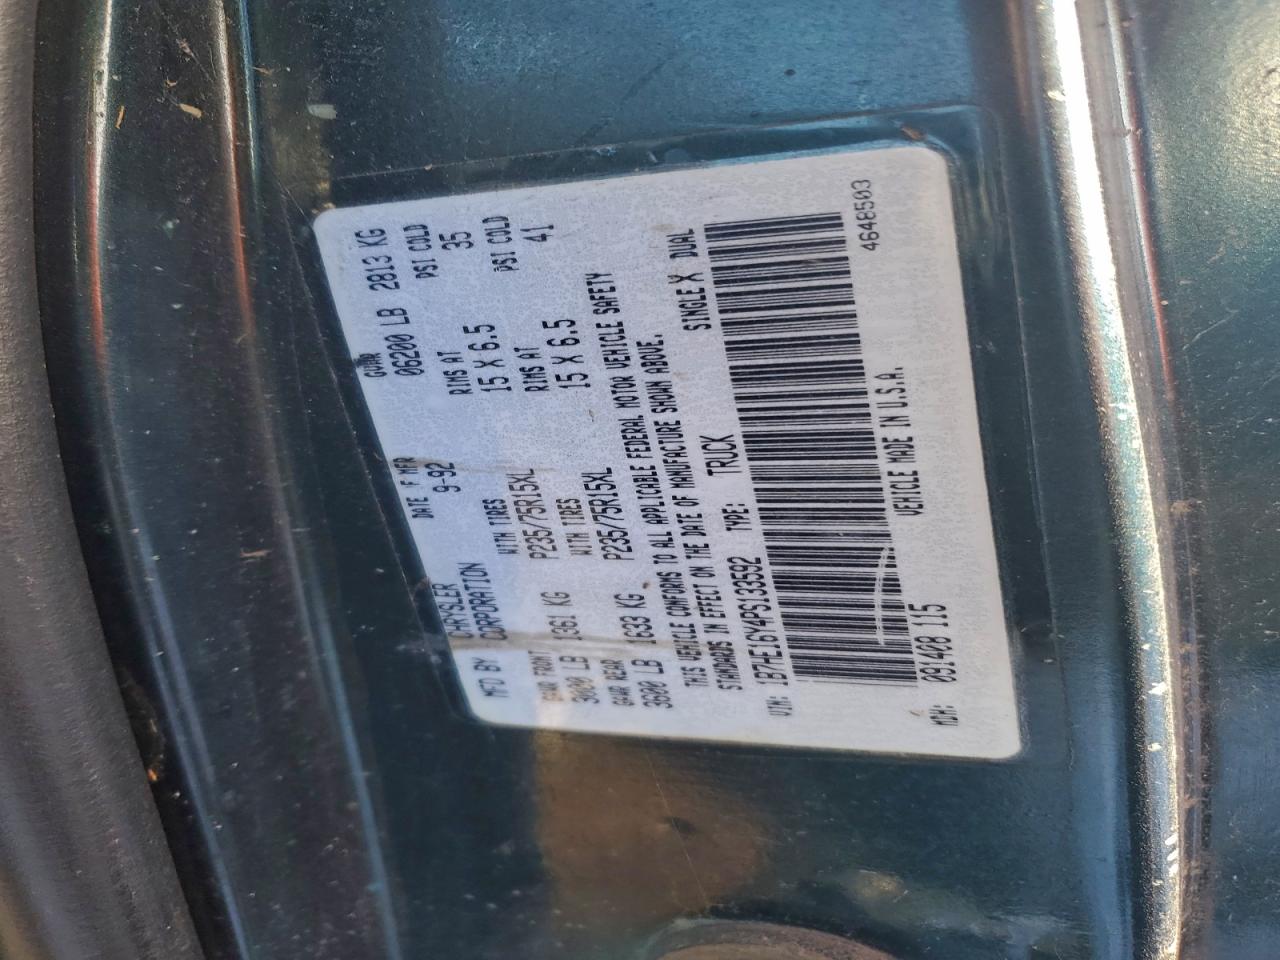 MFD BY CHRYSLER CORPORATION DATE OF MFR 9-92 GVWR 06200 LB 2813 KG
GAWR FRONT WITH TIRES RIMS AT PSI COLD
3000 LB 1361 KG P235/75R15XL 15 X 6.5 35
GAWR REAR WITH TIRES RIMS AT PSI COLD
3600 LB 1633 KG P235/75R15XL 15 X 6.5 41
THIS VEHICLE CONFORMS TO ALL APPLICABLE FEDERAL MOTOR VEHICLE SAFETY
STANDARDS IN EFFECT ON THE DATE OF MANUFACTURE SHOWN ABOVE.
VIN: 1B7HE16Y4PS133592 TYPE: TRUCK SINGLE X DUAL
MDH: 091408 115 VEHICLE MADE IN U.S.A. 4648503